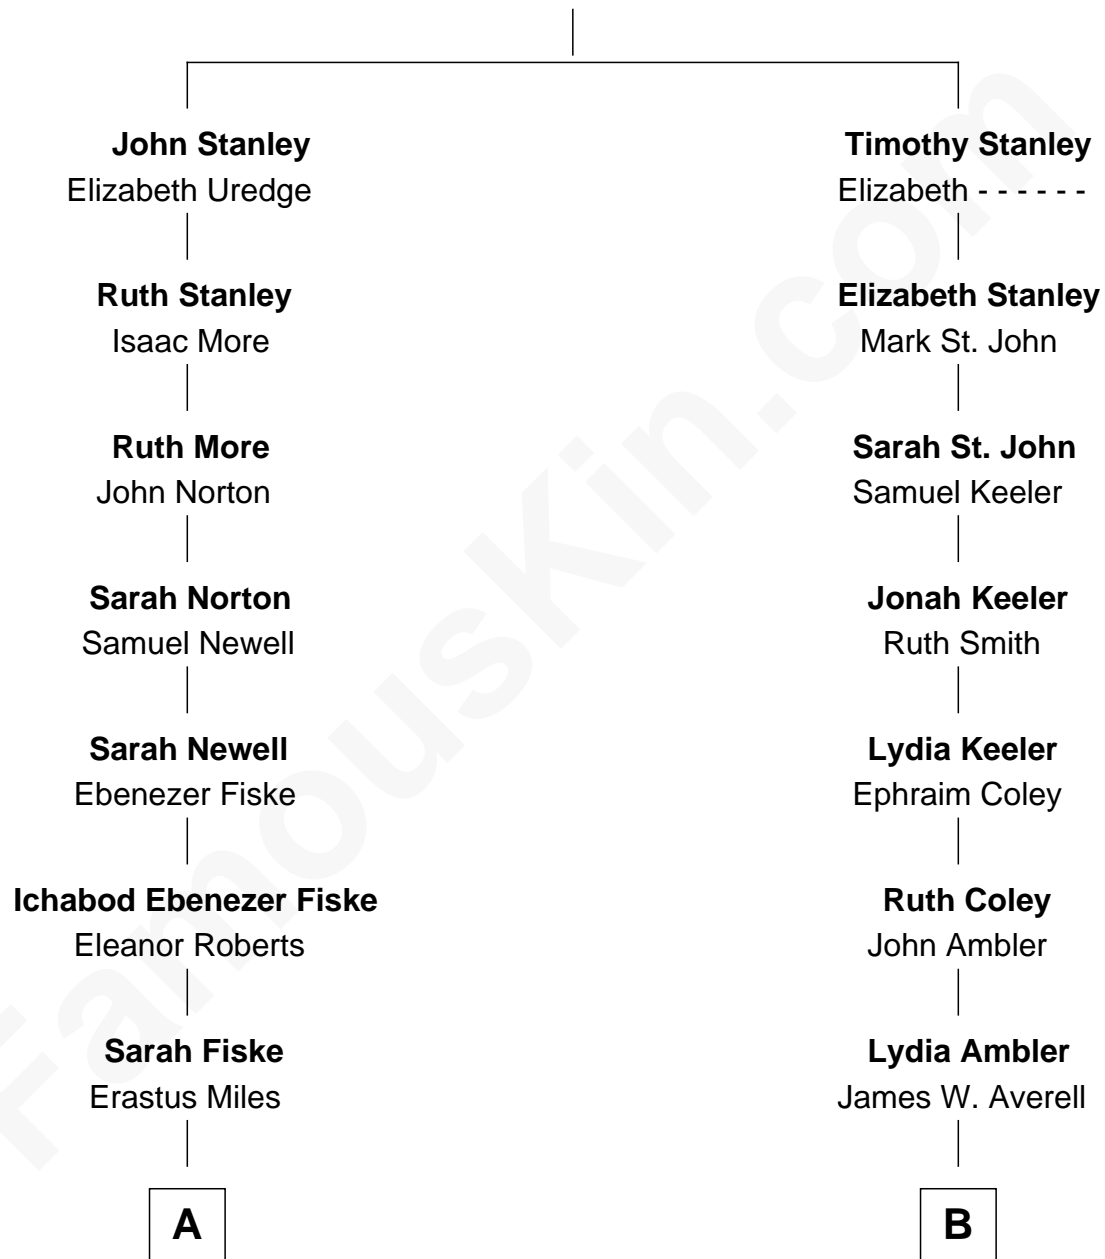 John Stanley
Elizabeth Uredge
Ruth Stanley
Isaac More
Ruth More
John Norton
Sarah Norton
Samuel Newell
Sarah Newell
Ebenezer Fiske
Ichabod Ebenezer Fiske
Eleanor Roberts
Sarah Fiske
Erastus Miles
A
Timothy Stanley
Elizabeth - - - - - -
Elizabeth Stanley
Mark St. John
Sarah St. John
Samuel Keeler
Jonah Keeler
Ruth Smith
Lydia Keeler
Ephraim Coley
Ruth Coley
John Ambler
Lydia Ambler
James W. Averell
B
FamousKin.com